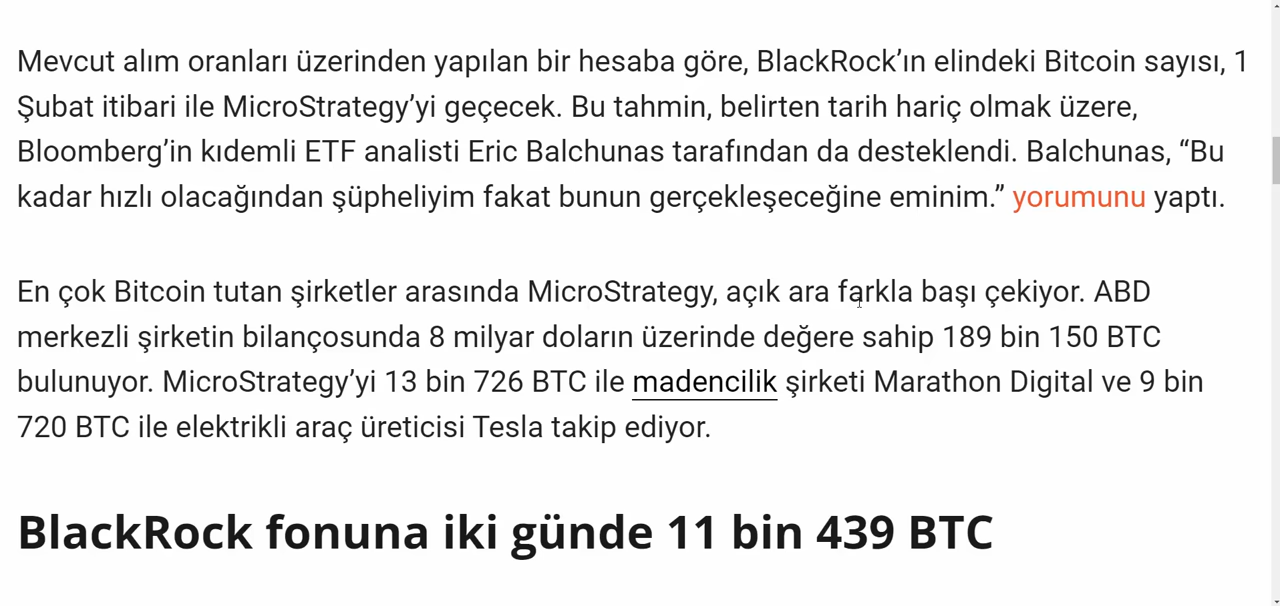 Mevcut alım oranları üzerinden yapılan bir hesaba göre, BlackRock’ın elindeki Bitcoin sayısı, 1
Şubat itibari ile MicroStrategy’yi geçecek. Bu tahmin, belirten tarih hariç olmak üzere,
Bloomberg’in kıdemli ETF analisti Eric Balchunas tarafından da desteklendi. Balchunas, “Bu
kadar hızlı olacağından şüpheliyim fakat bunun gerçekleşeceğine eminim.” yorumunu yaptı.
En çok Bitcoin tutan şirketler arasında MicroStrategy, açık ara farkla başı çekiyor. ABD
merkezli şirketin bilançosunda 8 milyar doların üzerinde değere sahip 189 bin 150 BTC
bulunuyor. MicroStrategy’yi 13 bin 726 BTC ile madencilik şirketi Marathon Digital ve 9 bin
720 BTC ile elektrikli araç üreticisi Tesla takip ediyor.
BlackRock fonuna iki günde 11 bin 439 BTC